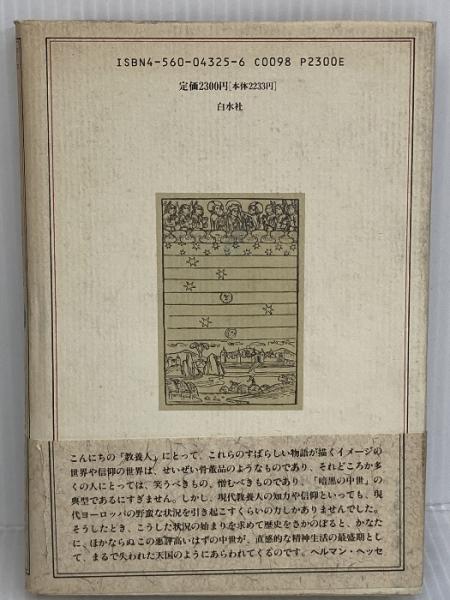 ISBN4-560-04325-6 C0098 P2300E
定価2300円[本体2233円]
白水社
こんにちの「教養人」にとって、これらのすばらしい物語が描くイメージの
世界や信仰の世界は、せいぜい骨董品のようなものであり、それどころか多
くの人にとっては、笑うべきもの、憎むべきものであり、「暗黒の中世」の
典型であるにすぎません。しかし、現代教養人の知力や信仰といっても、現
代ヨーロッパの野蛮な状況を引き起こすくらいの力しかありませんでした。
そうしたとき、こうした状況の始まりを求めて歴史をさかのぼると、かなた
に、ほかならぬこの悪評高いはずの中世が、直感的な精神生活の最盛期とし
て、まるで失われた天国のようにあらわれてくるのです。ヘルマン・ヘッセ